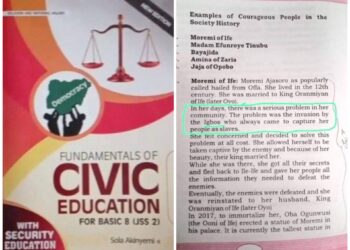 RELIGION AND NATIONAL VALUES
NEW EDITION
Democracy
FUNDAMENTALS OF
CIVIC
EDUCATION
FOR BASIC 8 (JSS 2)
WITH
SECURITY
EDUCATION
Sola Akinyemi
Examples of Courageous People in the
Society History
Moremi of Ife
Madam Efunroye Tinubu
Bayajida
Amina of Zaria
Jaja of Opobo
Moremi of Ife: Moremi Ajasoro as popularly
called hailed from Offa. She lived in the 12th
century. She was married to King Oranmiyan
of Ife (later Oyo).
In her days, there was a serious problem in her
community. The problem was the invasion by
the Igbos who always came to capture her
people as slaves.
She felt concerned and decided to solve this
problem at all cost. She allowed herself to be
taken captive by the enemy and because of her
beauty, their king married her.
While she was there, she got all their secrets
and fled back to Ile-Ife and gave her people all
the information they needed to defeat the
enemies.
Eventually, the enemies were defeated and she
was reinstated to her husband, King
Oranmiyan of Ife (later Oyo)
In 2017, to immortalise her, Oba Ogunwusi
(the Ooni of Ife) erected a statue of Moremi in
his palace. It is currently the tallest statue in